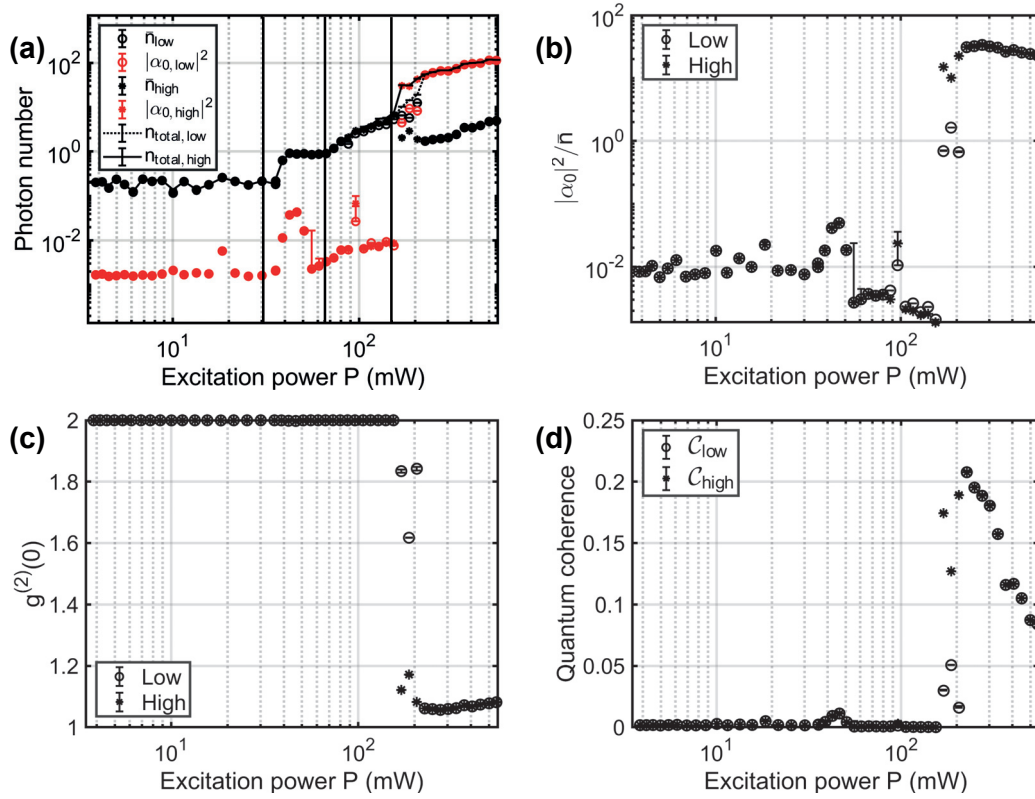 (a)
n̄low
|α0, low|²
n̄high
|α0, high|²
ntotal, low
ntotal, high
Photon number
10²
10⁰
10⁻²
10¹
10²
Excitation power P (mW)
(b)
Low
High
|α0|²/n̄
10²
10⁰
10⁻²
10¹
10²
Excitation power P (mW)
(c)
g⁽²⁾(0)
2
1.8
1.6
1.4
1.2
1
Low
High
10¹
10²
Excitation power P (mW)
(d)
Clow
Chigh
Quantum coherence
0.25
0.2
0.15
0.1
0.05
0
10¹
10²
Excitation power P (mW)